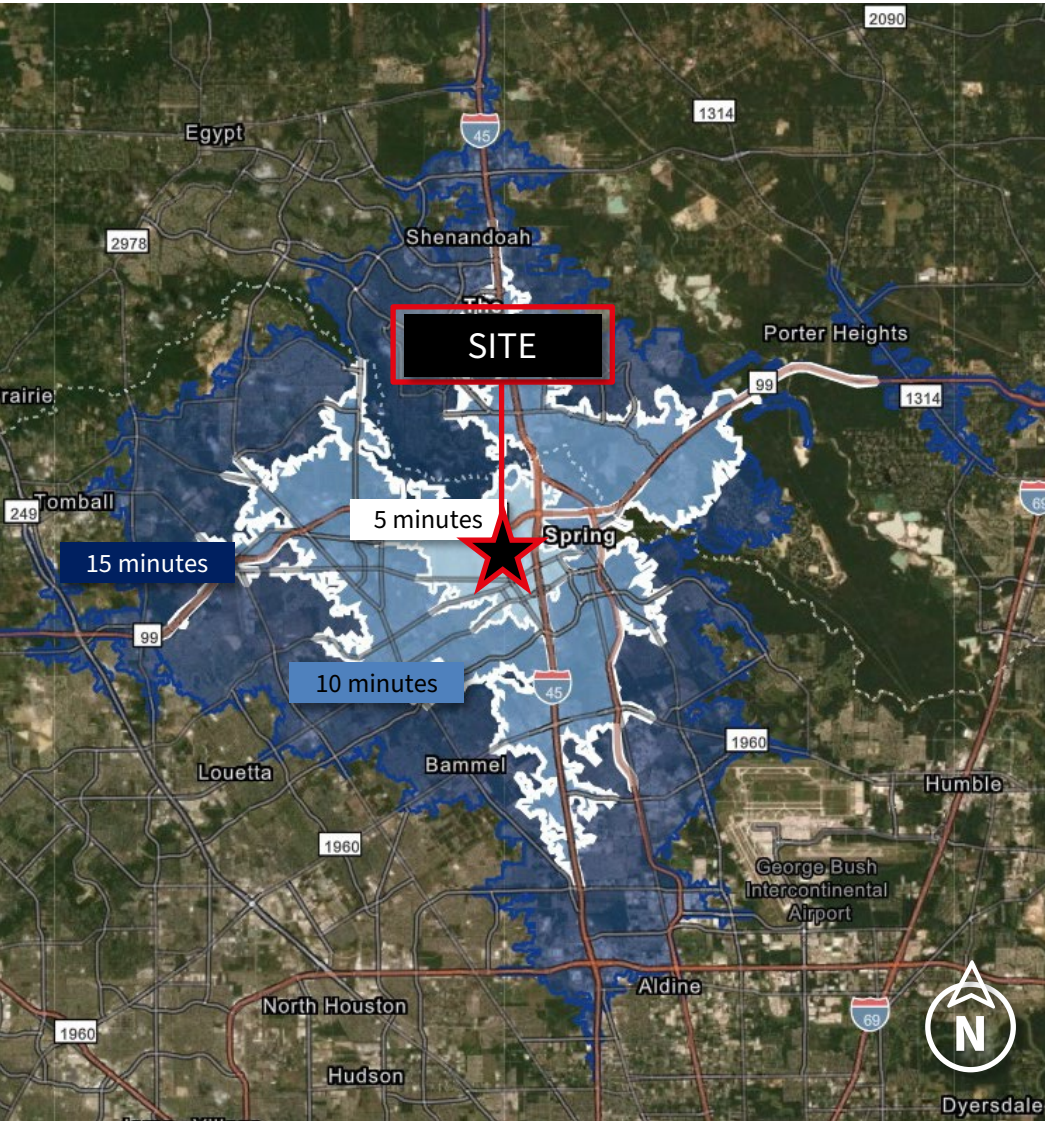 2090
1314
45
Egypt
2978
Shenandoah
The
SITE
Porter Heights
99
1314
rairie
Tomball
249
69
5 minutes
Spring
15 minutes
99
10 minutes
45
1960
Louetta
Bammel
Humble
1960
George Bush
Intercontinental
Airport
Aldine
North Houston
69
1960
N
Hudson
Dyersdale